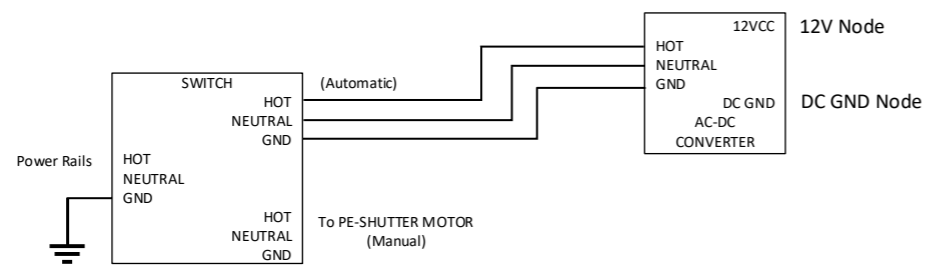 SWITCH
(Automatic)
HOT
NEUTRAL
GND
Power Rails
HOT
NEUTRAL
GND
HOT
NEUTRAL
GND
To PE-SHUTTER MOTOR
(Manual)
12VCC
12V Node
HOT
NEUTRAL
GND
DC GND
DC GND Node
AC-DC
CONVERTER